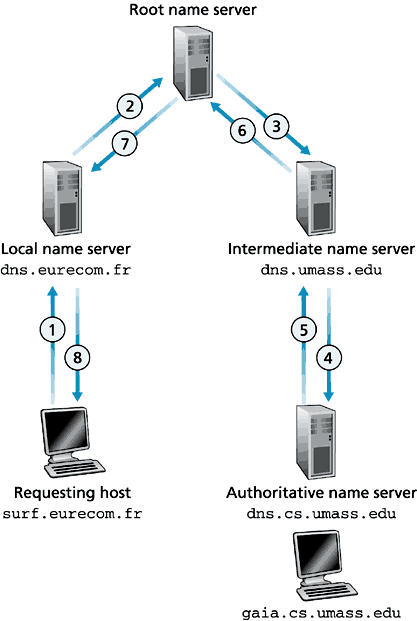 Root name server
2
3
7
6
Local name server
dns.eurecom.fr
Intermediate name server
dns.umass.edu
1
8
5
4
Requesting host
surf.eurecom.fr
Authoritative name server
dns.cs.umass.edu
gaia.cs.umass.edu